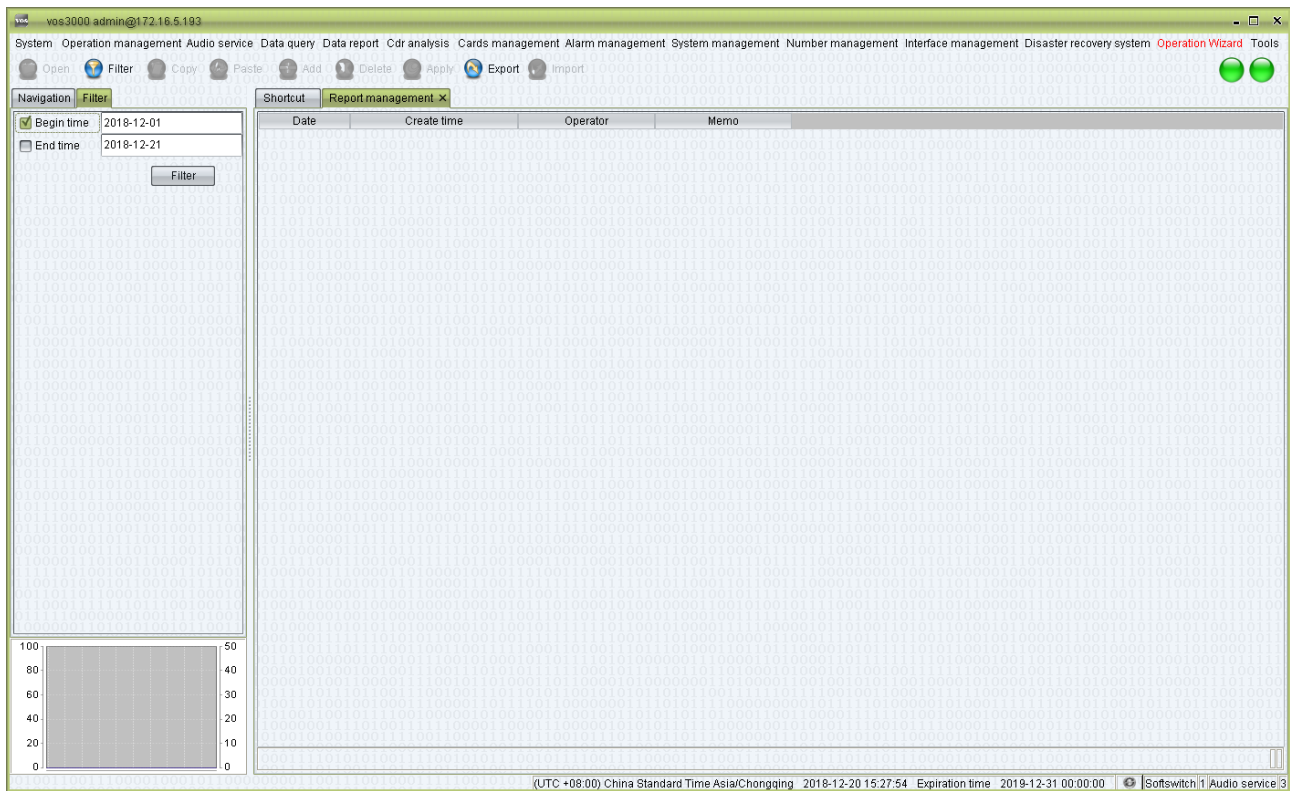 vos vos3000 admin@172.16.5.193
System Operation management Audio service Data query Data report Cdr analysis Cards management Alarm management System management Number management Interface management Disaster recovery system Operation Wizard Tools
Open Filter Copy Paste Add Delete Apply Export Import
Navigation Filter Shortcut Report management ×
Begin time 2018-12-01
End time 2018-12-21
Filter
Date Create time Operator Memo
100 50
80 40
60 30
40 20
20 10
0 0
(UTC +08:00) China Standard Time Asia/Chongqing 2018-12-20 15:27:54 Expiration time 2019-12-31 00:00:00 Softswitch 1 Audio service 3